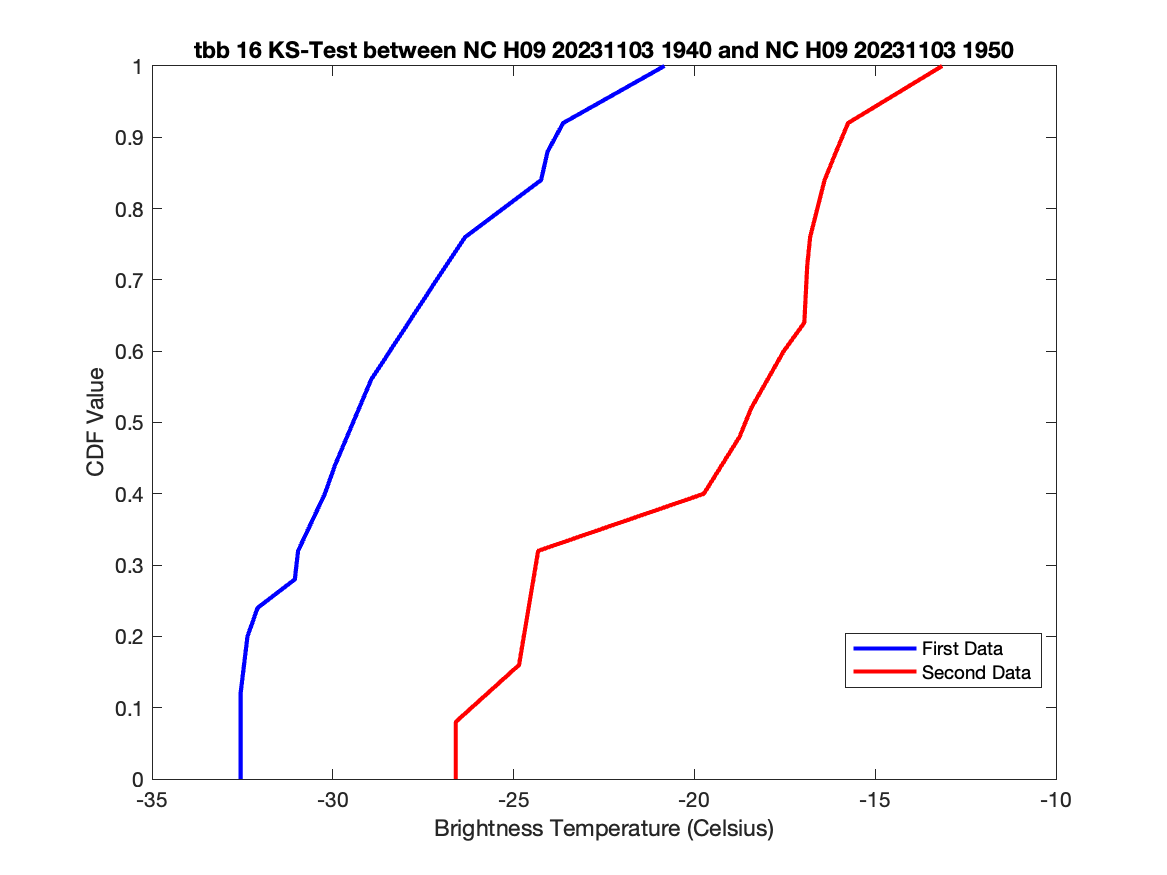 tbb 16 KS-Test between NC H09 20231103 1940 and NC H09 20231103 1950
1
0.9
0.8
0.7
0.6
0.5
0.4
0.3
0.2
0.1
0
CDF Value
First Data
Second Data
-35 -30 -25 -20 -15 -10
Brightness Temperature (Celsius)